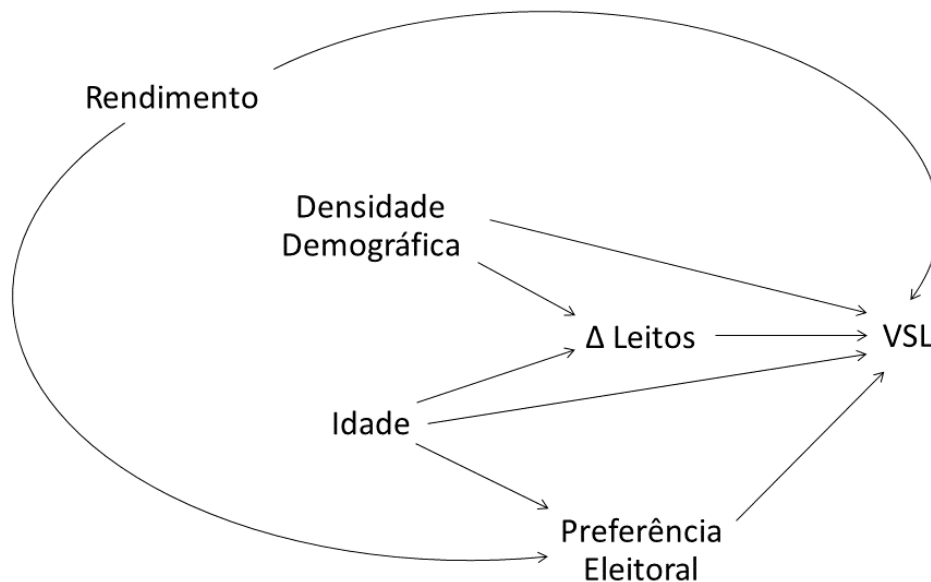 Rendimento
Densidade
Demográfica
Δ Leitos
VSL
Idade
Preferência
Eleitoral